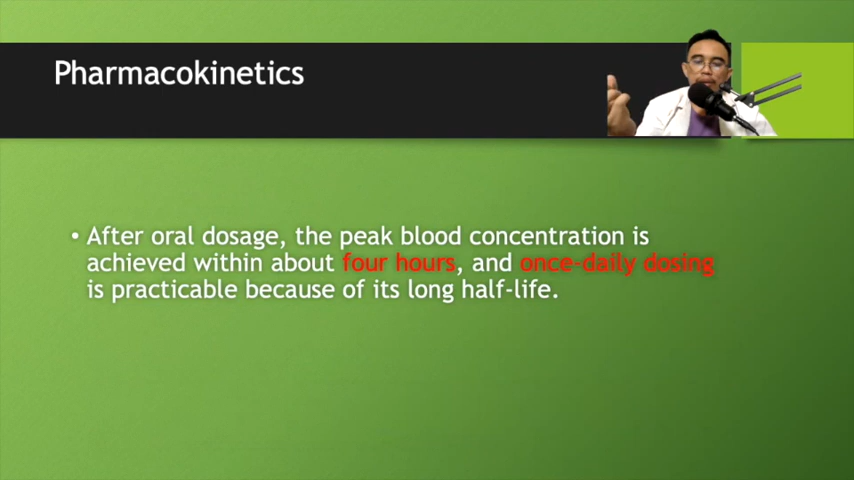 Pharmacokinetics
• After oral dosage, the peak blood concentration is
achieved within about four hours, and once-daily dosing
is practicable because of its long half-life.